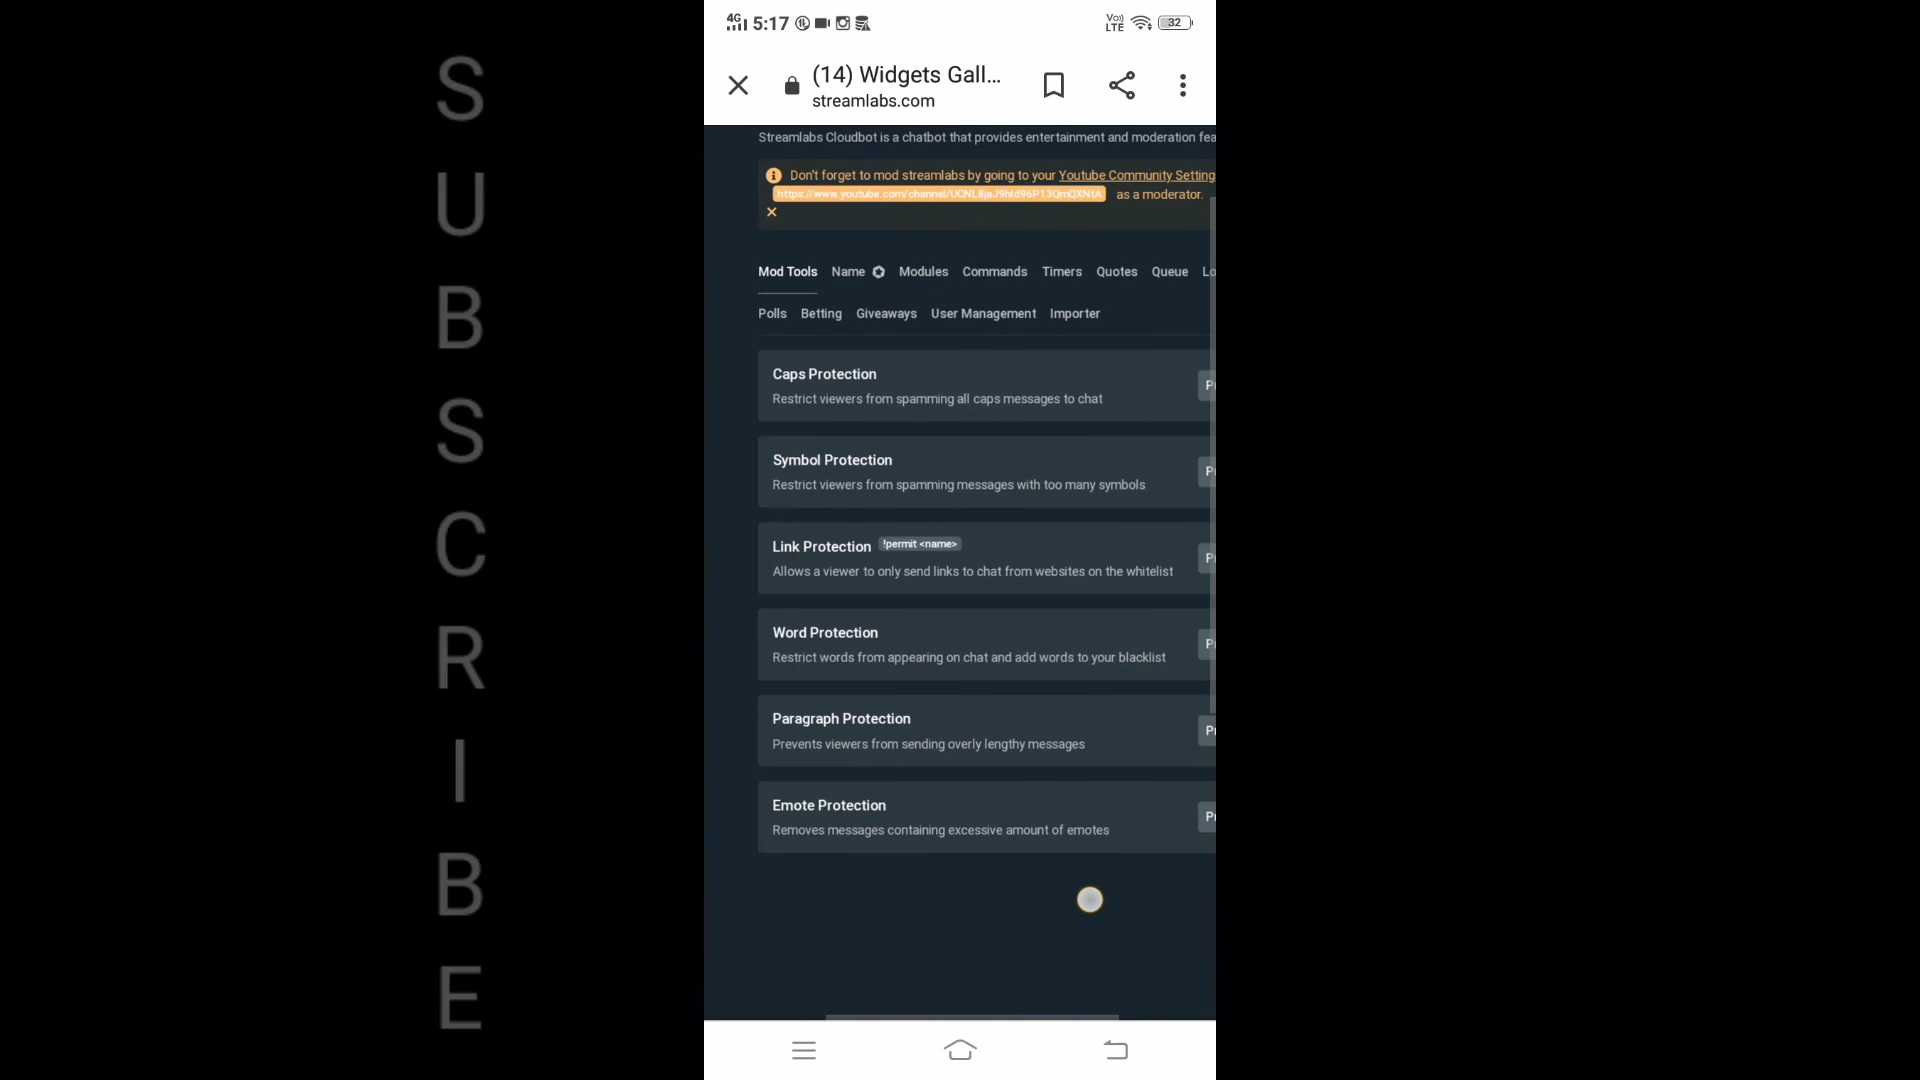 S
U
B
S
C
R
I
B
E
4G 5:17 Vo)) LTE 32
(14) Widgets Gall...
streamlabs.com
Streamlabs Cloudbot is a chatbot that provides entertainment and moderation fea
Don't forget to mod streamlabs by going to your Youtube Community Setting
as a moderator.
Mod Tools Name Modules Commands Timers Quotes Queue Lo
Polls Betting Giveaways User Management Importer
Caps Protection
Restrict viewers from spamming all caps messages to chat
Symbol Protection
Restrict viewers from spamming messages with too many symbols
Link Protection !permit <name>
Allows a viewer to only send links to chat from websites on the whitelist
Word Protection
Restrict words from appearing on chat and add words to your blacklist
Paragraph Protection
Prevents viewers from sending overly lengthy messages
Emote Protection
Removes messages containing excessive amount of emotes